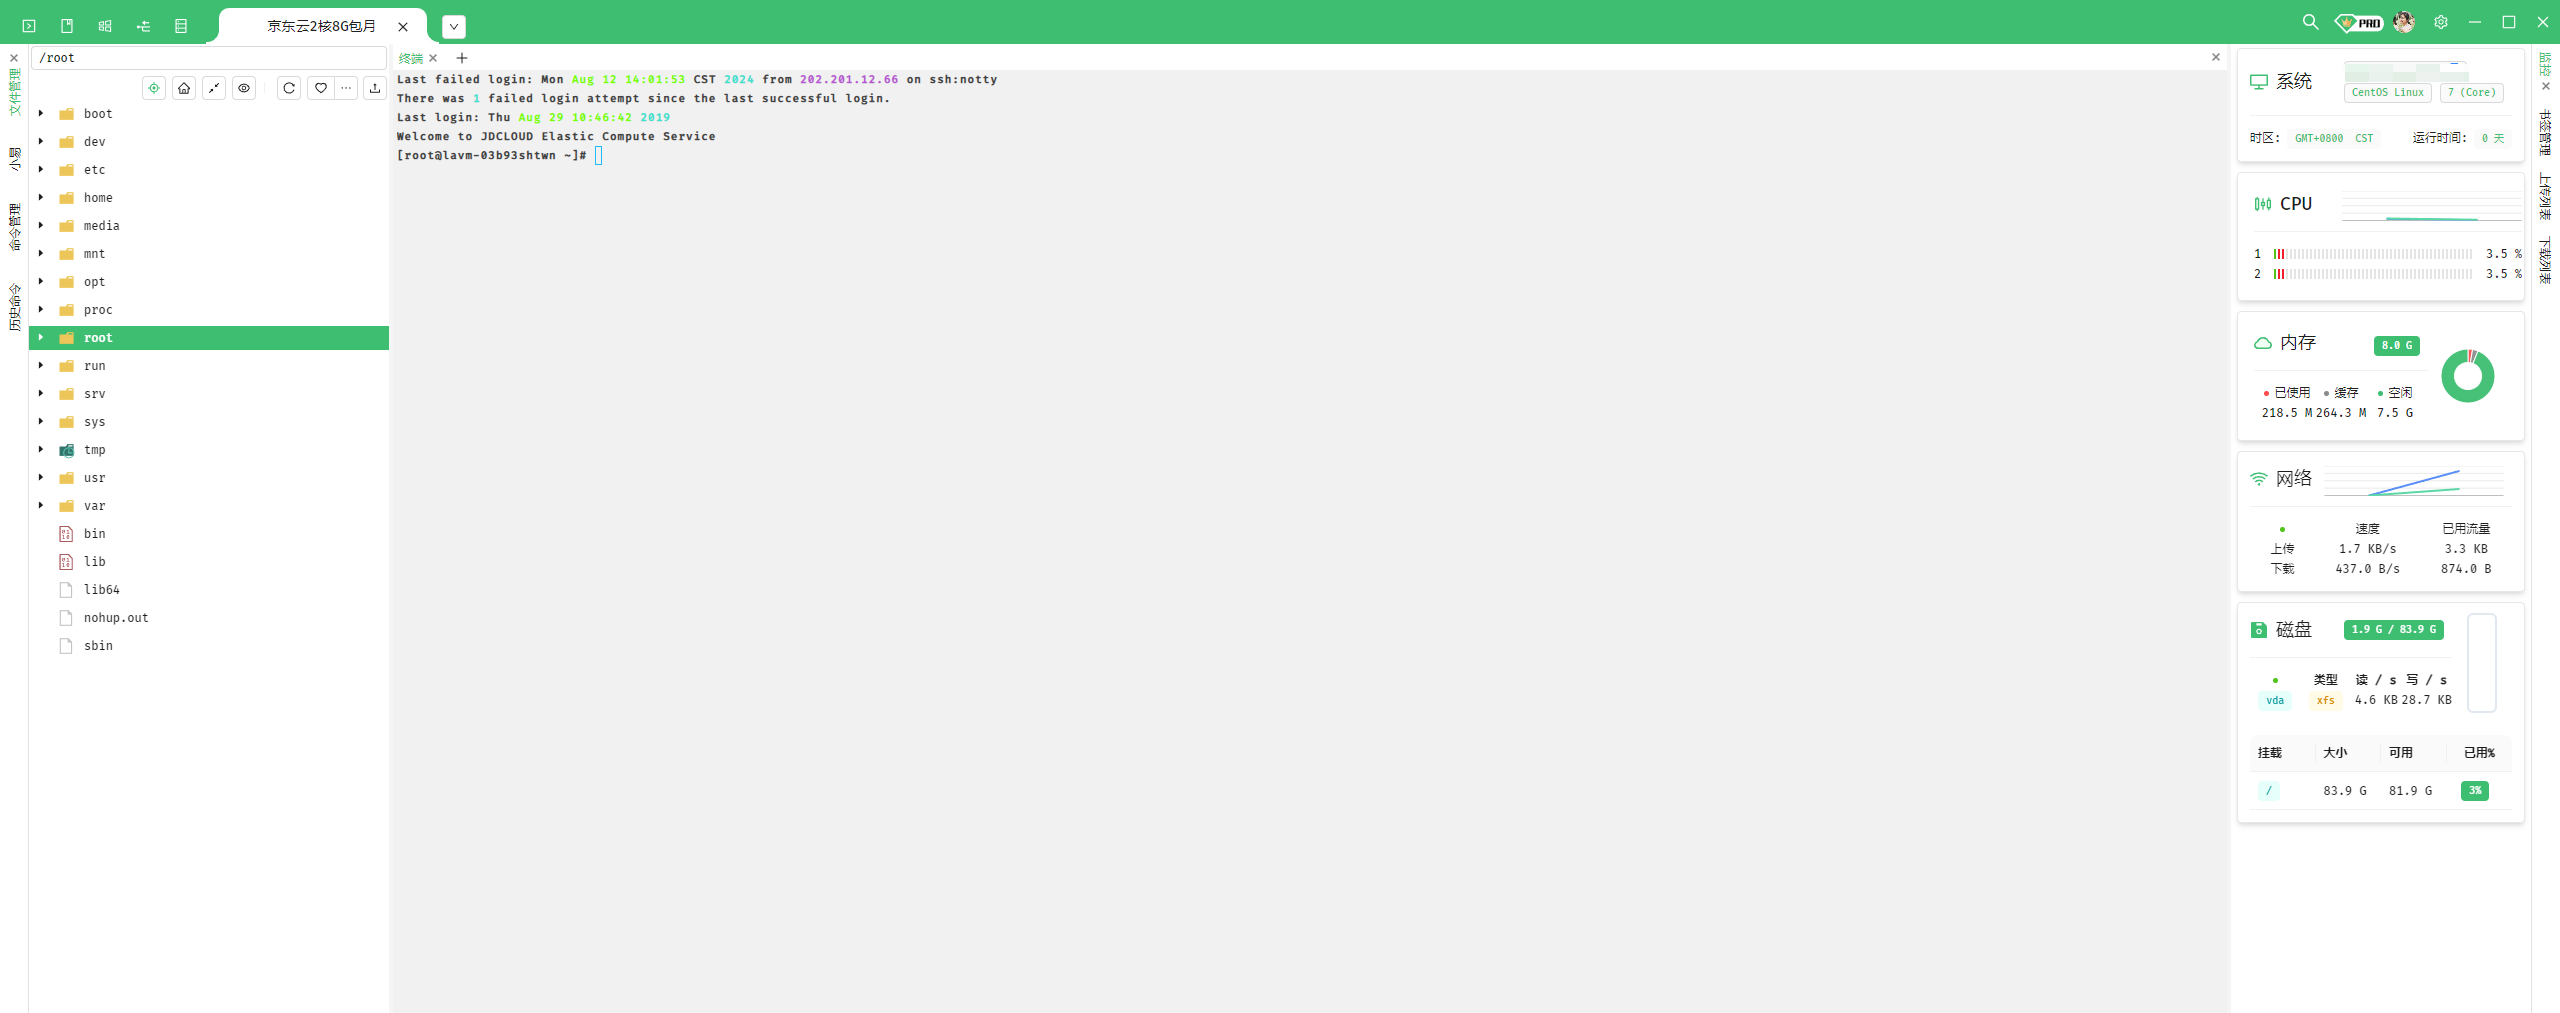 京东云2核8G包月
PRO
文件管理
小易
命令管理
历史命令
/root
boot
dev
etc
home
media
mnt
opt
proc
root
run
srv
sys
tmp
usr
var
bin
lib
lib64
nohup.out
sbin
终端
Last failed login: Mon Aug 12 14:01:53 CST 2024 from 202.201.12.66 on ssh:notty
There was 1 failed login attempt since the last successful login.
Last login: Thu Aug 29 10:46:42 2019
Welcome to JDCLOUD Elastic Compute Service
[root@lavm-03b93shtwn ~]#
系统
CentOS Linux 7 (Core)
时区: GMT+0800 CST 运行时间: 0 天
CPU
1 3.5 %
2 3.5 %
内存 8.0 G
已使用 缓存 空闲
218.5 M 264.3 M 7.5 G
网络
速度 已用流量
上传 1.7 KB/s 3.3 KB
下载 437.0 B/s 874.0 B
磁盘 1.9 G / 83.9 G
类型 读 / s 写 / s
vda xfs 4.6 KB 28.7 KB
挂载 大小 可用 已用%
/ 83.9 G 81.9 G 3%
监控
书签管理
上传列表
下载列表